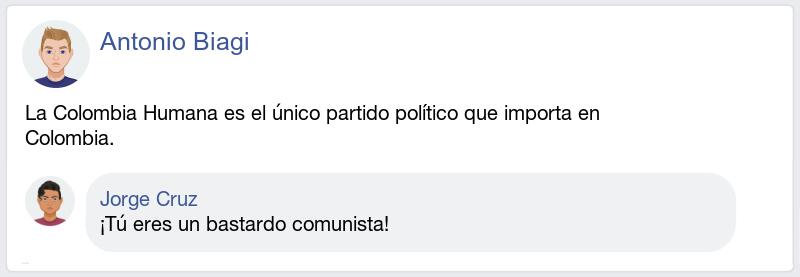 Antonio Biagi
La Colombia Humana es el único partido político que importa en
Colombia.
Jorge Cruz
¡Tú eres un bastardo comunista!